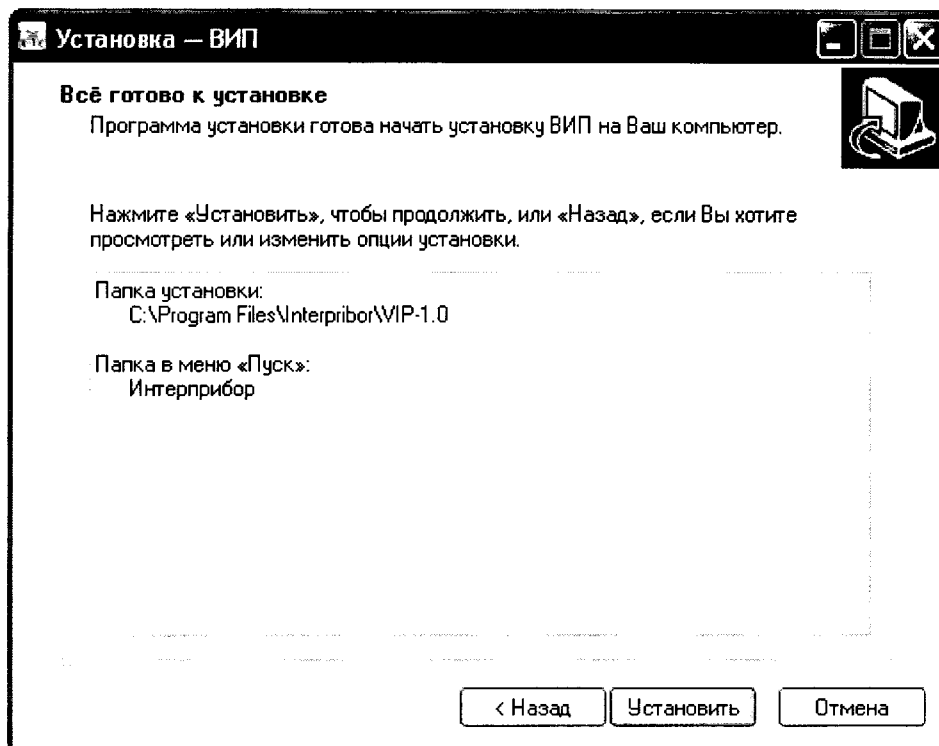 Установка — ВИП
Всё готово к установке
Программа установки готова начать установку ВИП на Ваш компьютер.
Нажмите «Установить», чтобы продолжить, или «Назад», если Вы хотите
просмотреть или изменить опции установки.
Папка установки:
C:\Program Files\Interpribor\VIP-1.0
Папка в меню «Пуск»:
Интерприбор
< Назад
Установить
Отмена